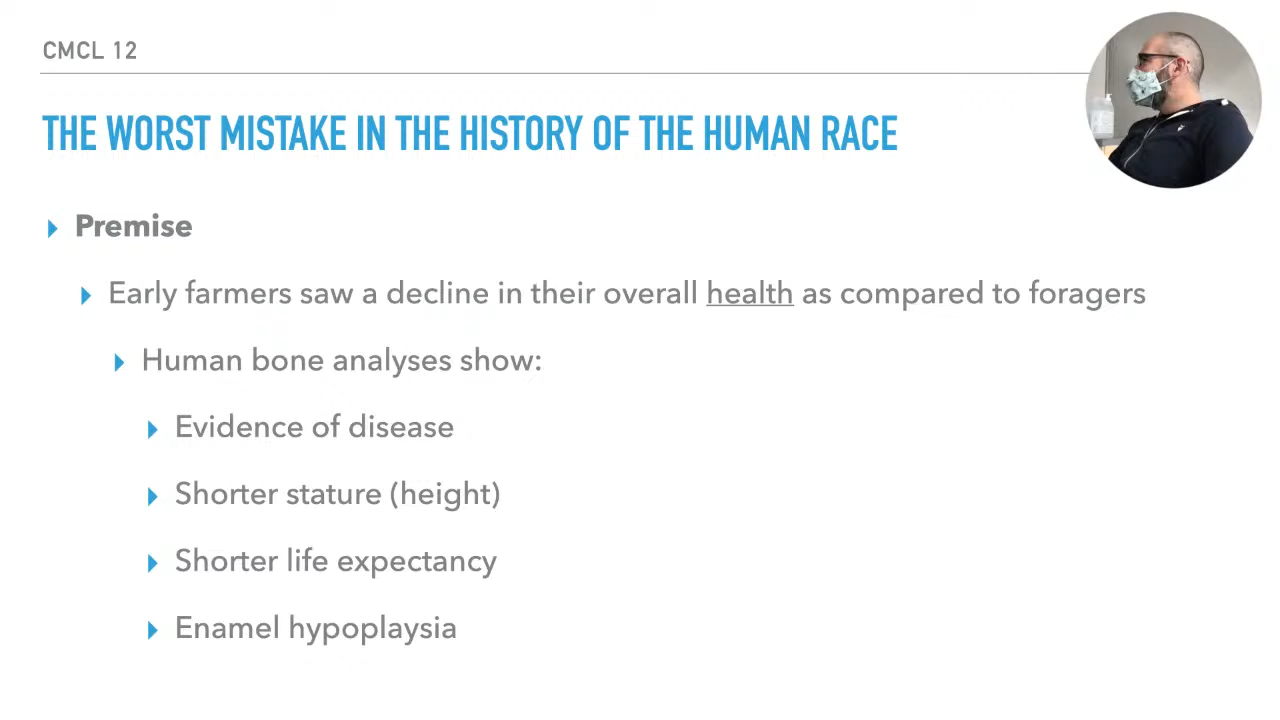 CMCL 12
THE WORST MISTAKE IN THE HISTORY OF THE HUMAN RACE
Premise
Early farmers saw a decline in their overall health as compared to foragers
Human bone analyses show:
Evidence of disease
Shorter stature (height)
Shorter life expectancy
Enamel hypoplaysia